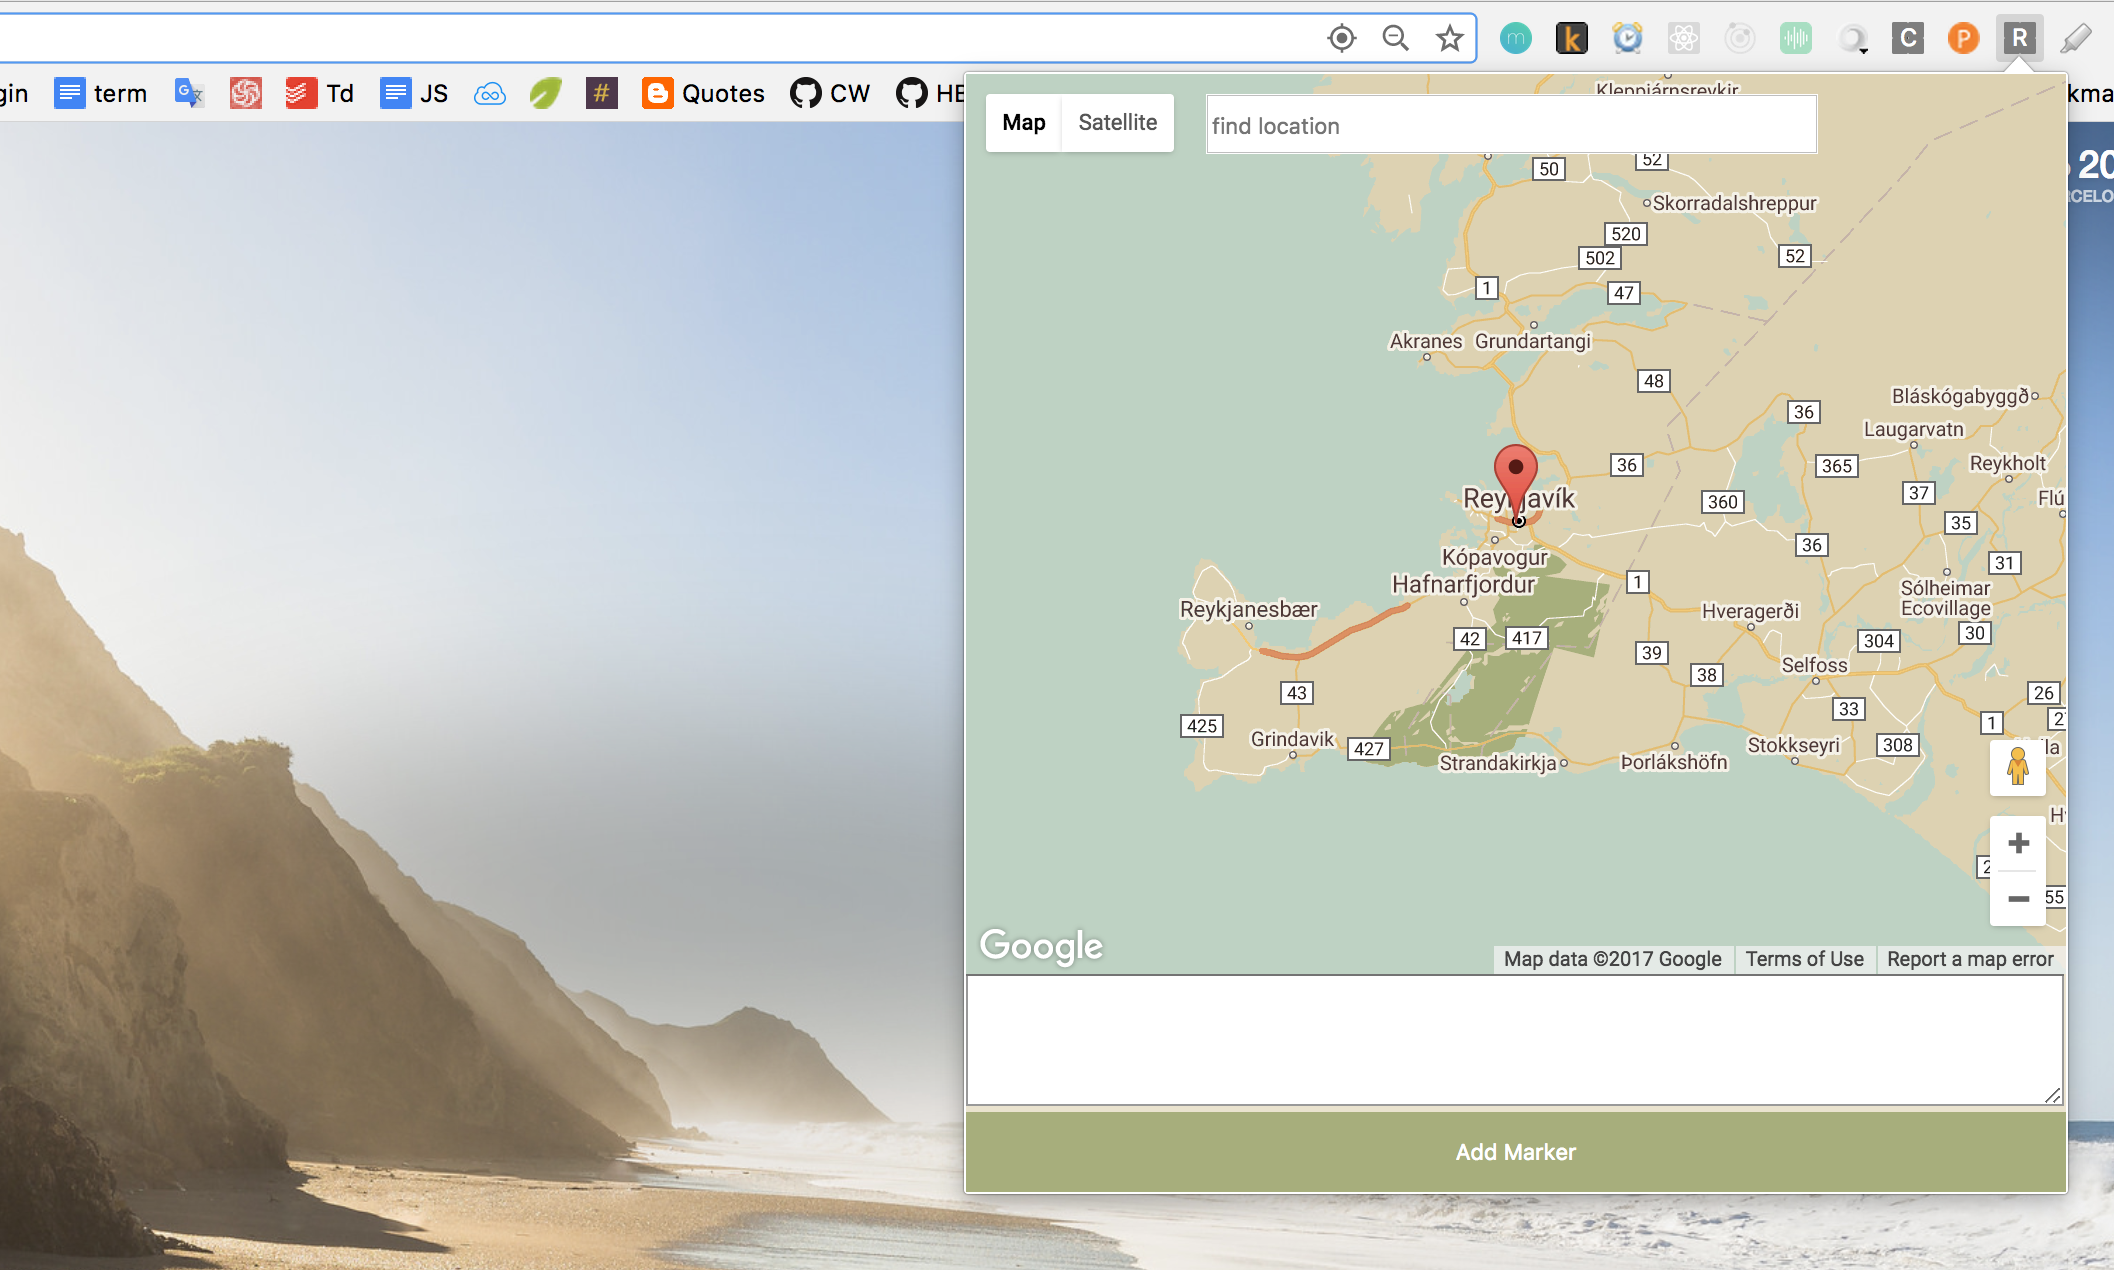 m
k
C
P
R
gin
term
Td
JS
#
Quotes
CW
HE
kma
20
RCELO
Map
Satellite
find location
Kleppjárnsreykir
50
52
Skorradalshreppur
520
502
52
1
47
Akranes
Grundartangi
48
36
Bláskógabyggð
Laugarvatn
36
365
Reykholt
Reykjavík
360
37
Flú
35
36
31
Kópavogur
Hafnarfjordur
1
Sólheimar
Ecovillage
Reykjanesbær
Hveragerði
42
417
304
30
39
Selfoss
38
43
26
33
425
1
2
Grindavik
427
Strandakirkja
Þorlákshöfn
Stokkseyri
308
la
H
2
55
Google
Map data ©2017 Google
Terms of Use
Report a map error
Add Marker